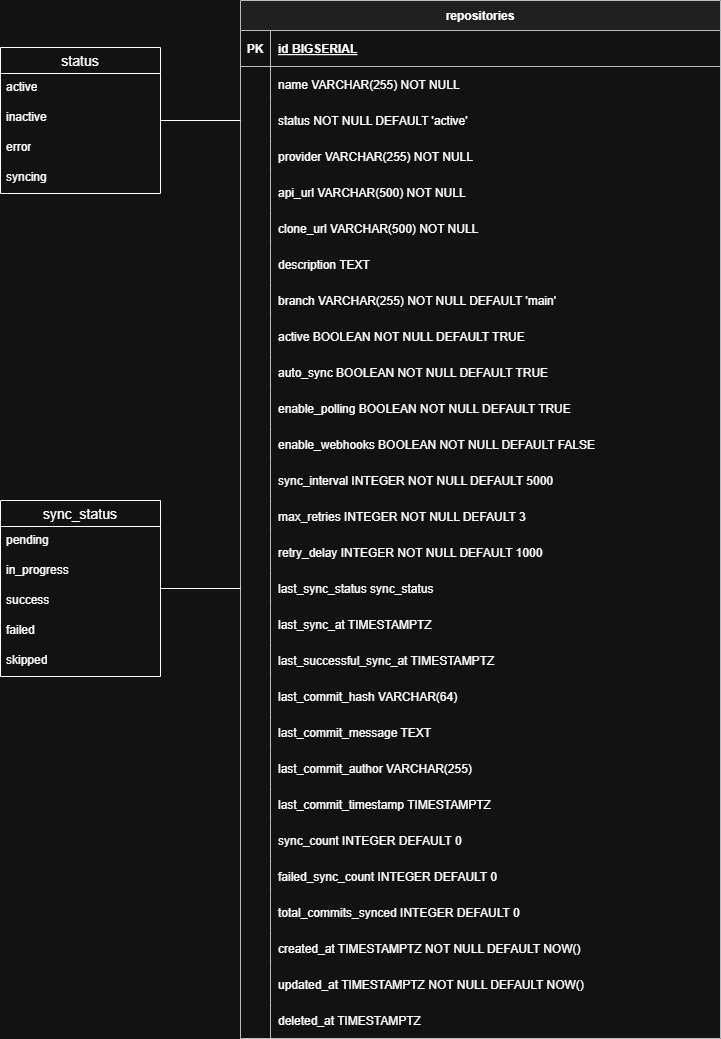 repositories
PK
id BIGSERIAL
name VARCHAR(255) NOT NULL
status NOT NULL DEFAULT 'active'
provider VARCHAR(255) NOT NULL
api_url VARCHAR(500) NOT NULL
clone_url VARCHAR(500) NOT NULL
description TEXT
branch VARCHAR(255) NOT NULL DEFAULT 'main'
active BOOLEAN NOT NULL DEFAULT TRUE
auto_sync BOOLEAN NOT NULL DEFAULT TRUE
enable_polling BOOLEAN NOT NULL DEFAULT TRUE
enable_webhooks BOOLEAN NOT NULL DEFAULT FALSE
sync_interval INTEGER NOT NULL DEFAULT 5000
max_retries INTEGER NOT NULL DEFAULT 3
retry_delay INTEGER NOT NULL DEFAULT 1000
last_sync_status sync_status
last_sync_at TIMESTAMPTZ
last_successful_sync_at TIMESTAMPTZ
last_commit_hash VARCHAR(64)
last_commit_message TEXT
last_commit_author VARCHAR(255)
last_commit_timestamp TIMESTAMPTZ
sync_count INTEGER DEFAULT 0
failed_sync_count INTEGER DEFAULT 0
total_commits_synced INTEGER DEFAULT 0
created_at TIMESTAMPTZ NOT NULL DEFAULT NOW()
updated_at TIMESTAMPTZ NOT NULL DEFAULT NOW()
deleted_at TIMESTAMPTZ
status
active
inactive
error
syncing
sync_status
pending
in_progress
success
failed
skipped